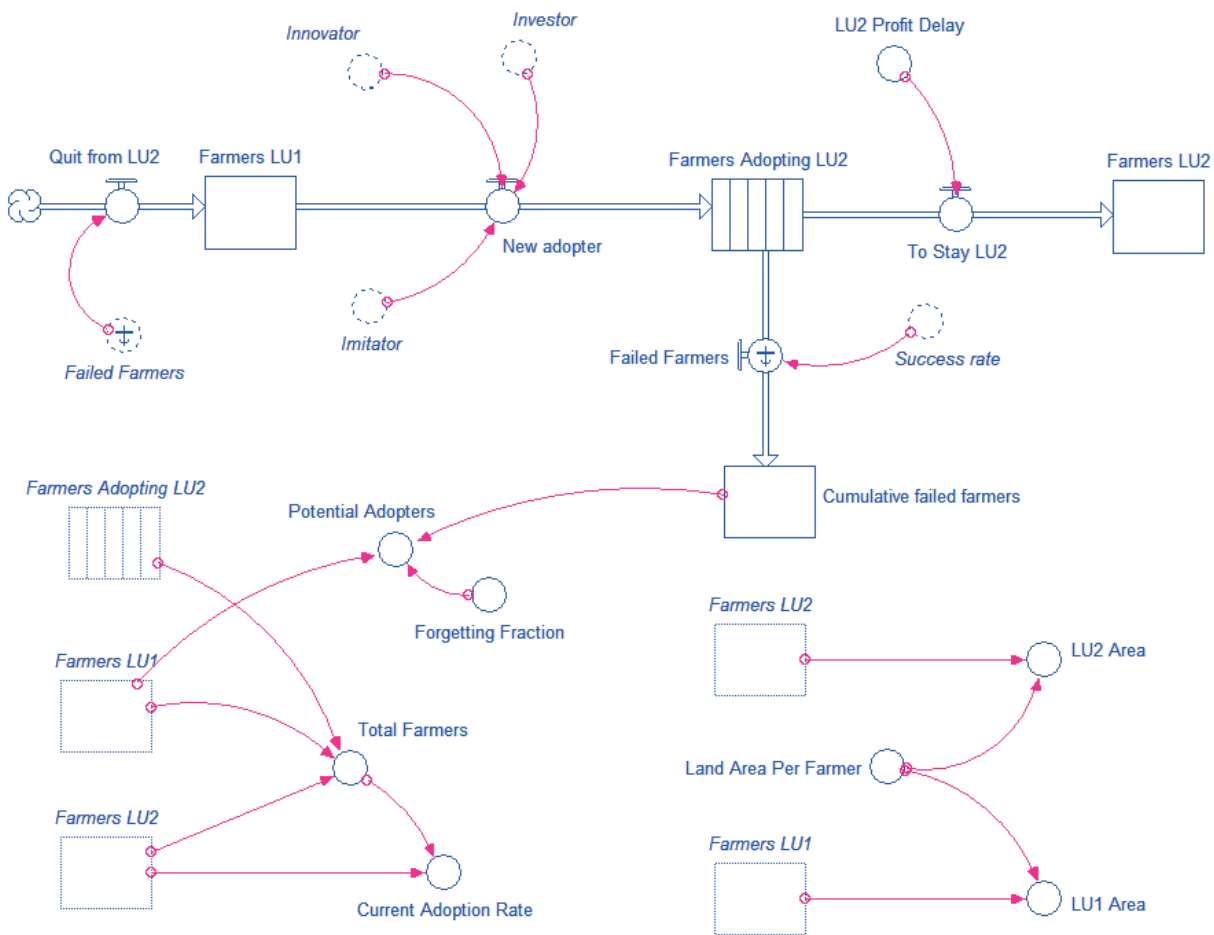 Innovator
Investor
LU2 Profit Delay
Quit from LU2
Farmers LU1
Farmers Adopting LU2
Farmers LU2
New adopter
To Stay LU2
Imitator
Failed Farmers
Failed Farmers
Success rate
Farmers Adopting LU2
Potential Adopters
Cumulative failed farmers
Forgetting Fraction
Farmers LU2
Farmers LU1
LU2 Area
Total Farmers
Land Area Per Farmer
Farmers LU2
Farmers LU1
Current Adoption Rate
LU1 Area